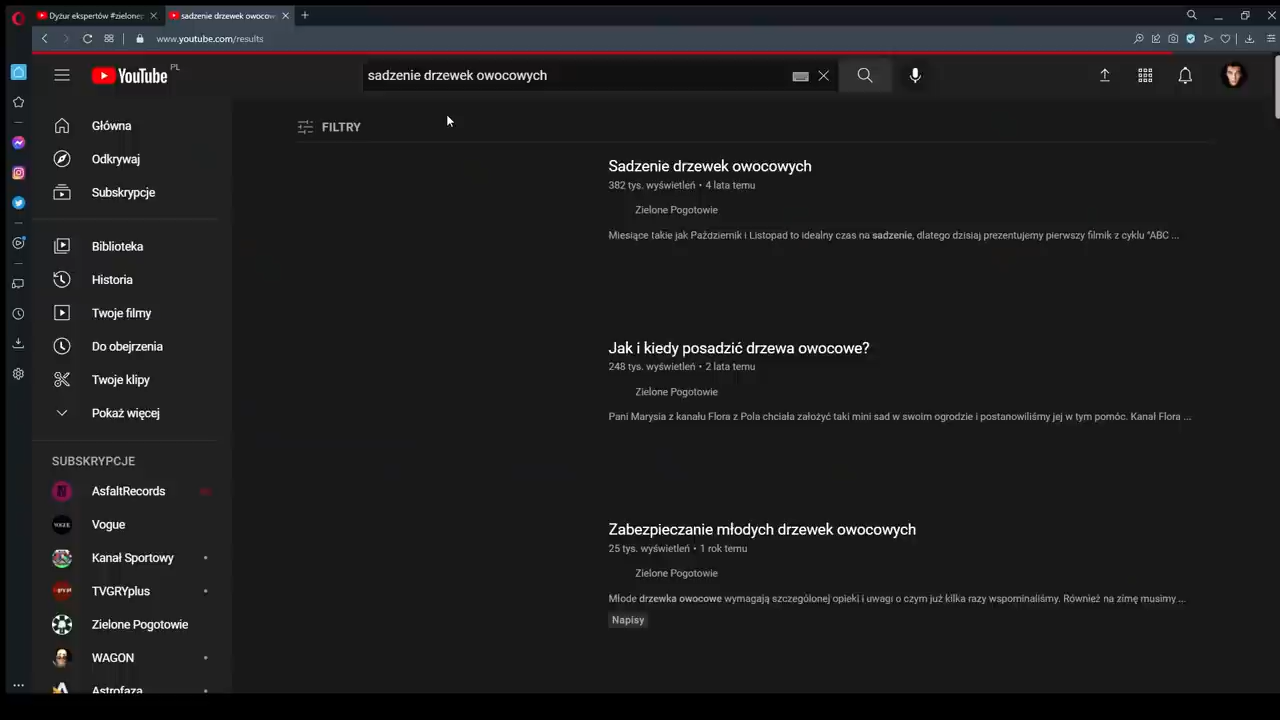 Dyżur ekspertów #zielonep
sadzenie drzewek owocow
www.youtube.com/results
YouTube PL
sadzenie drzewek owocowych
Główna
Odkrywaj
Subskrypcje
Biblioteka
Historia
Twoje filmy
Do obejrzenia
Twoje klipy
Pokaż więcej
SUBSKRYPCJE
AsfaltRecords
Vogue
Kanał Sportowy
TVGRYplus
Zielone Pogotowie
WAGON
Astrofaza
FILTRY
Sadzenie drzewek owocowych
382 tys. wyświetleń • 4 lata temu
Zielone Pogotowie
Miesiące takie jak Październik i Listopad to idealny czas na sadzenie, dlatego dzisiaj prezentujemy pierwszy filmik z cyklu "ABC ...
Jak i kiedy posadzić drzewa owocowe?
248 tys. wyświetleń • 2 lata temu
Zielone Pogotowie
Pani Marysia z kanału Flora z Pola chciała założyć taki mini sad w swoim ogrodzie i postanowiliśmy jej w tym pomóc. Kanał Flora ...
Zabezpieczanie młodych drzewek owocowych
25 tys. wyświetleń • 1 rok temu
Zielone Pogotowie
Młode drzewka owocowe wymagają szczególonej opieki i uwagi o czym już kilka razy wspominaliśmy. Również na zimę musimy ...
Napisy